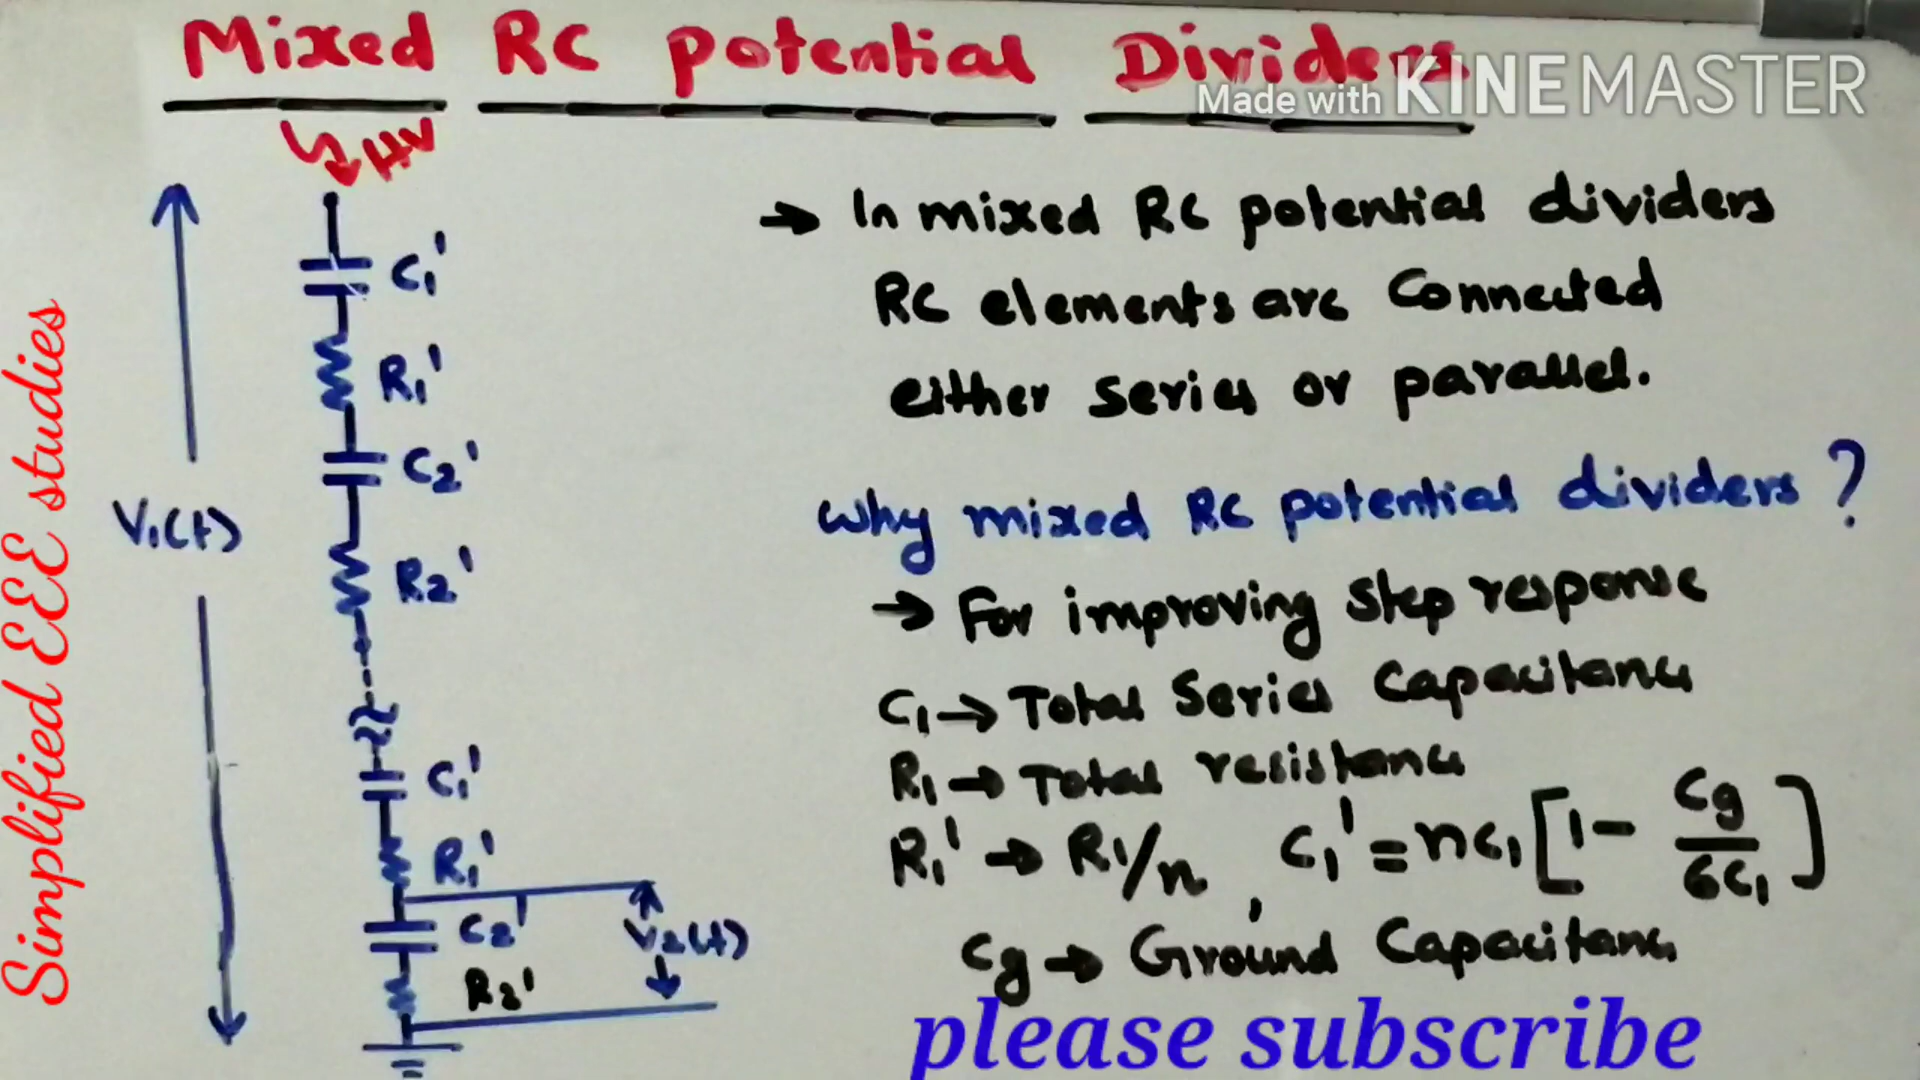 Mixed RC potential Dividers
Made with KINEMASTER
HV
C1'
R1'
C2'
R2'
V1(t)
C1'
R1'
C2'
R2'
V2(t)
Simplified EEE studies
→ In mixed RC potential dividers
RC elements are Connected
either series or parallel.
Why mixed RC potential dividers ?
→ For improving step response
C1 → Total Series Capacitance
R1 → Total resistance
R1' → R1/n , C1' = nC1 [1 - Cg/6C1]
Cg → Ground Capacitance
please subscribe